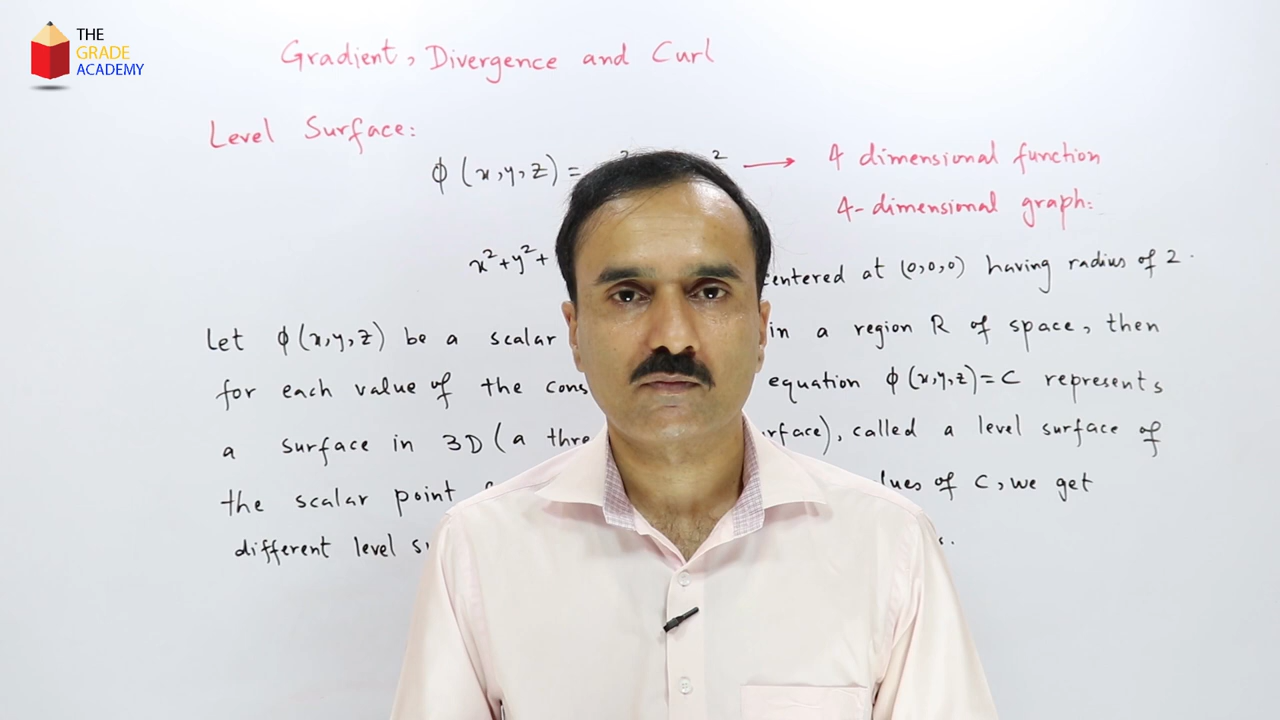 THE
GRADE
ACADEMY
Gradient, Divergence and Curl
Level Surface:
ϕ (x,y,z) = ² ² → 4 dimensional function
4-dimensional graph:
x²+y²+ centered at (0,0,0) having radius of 2.
Let ϕ(x,y,z) be a scalar in a region R of space, then
for each value of the cons equation ϕ(x,y,z)=C represents
a surface in 3D (a thre rface), called a level surface of
the scalar point lues of C, we get
different level s